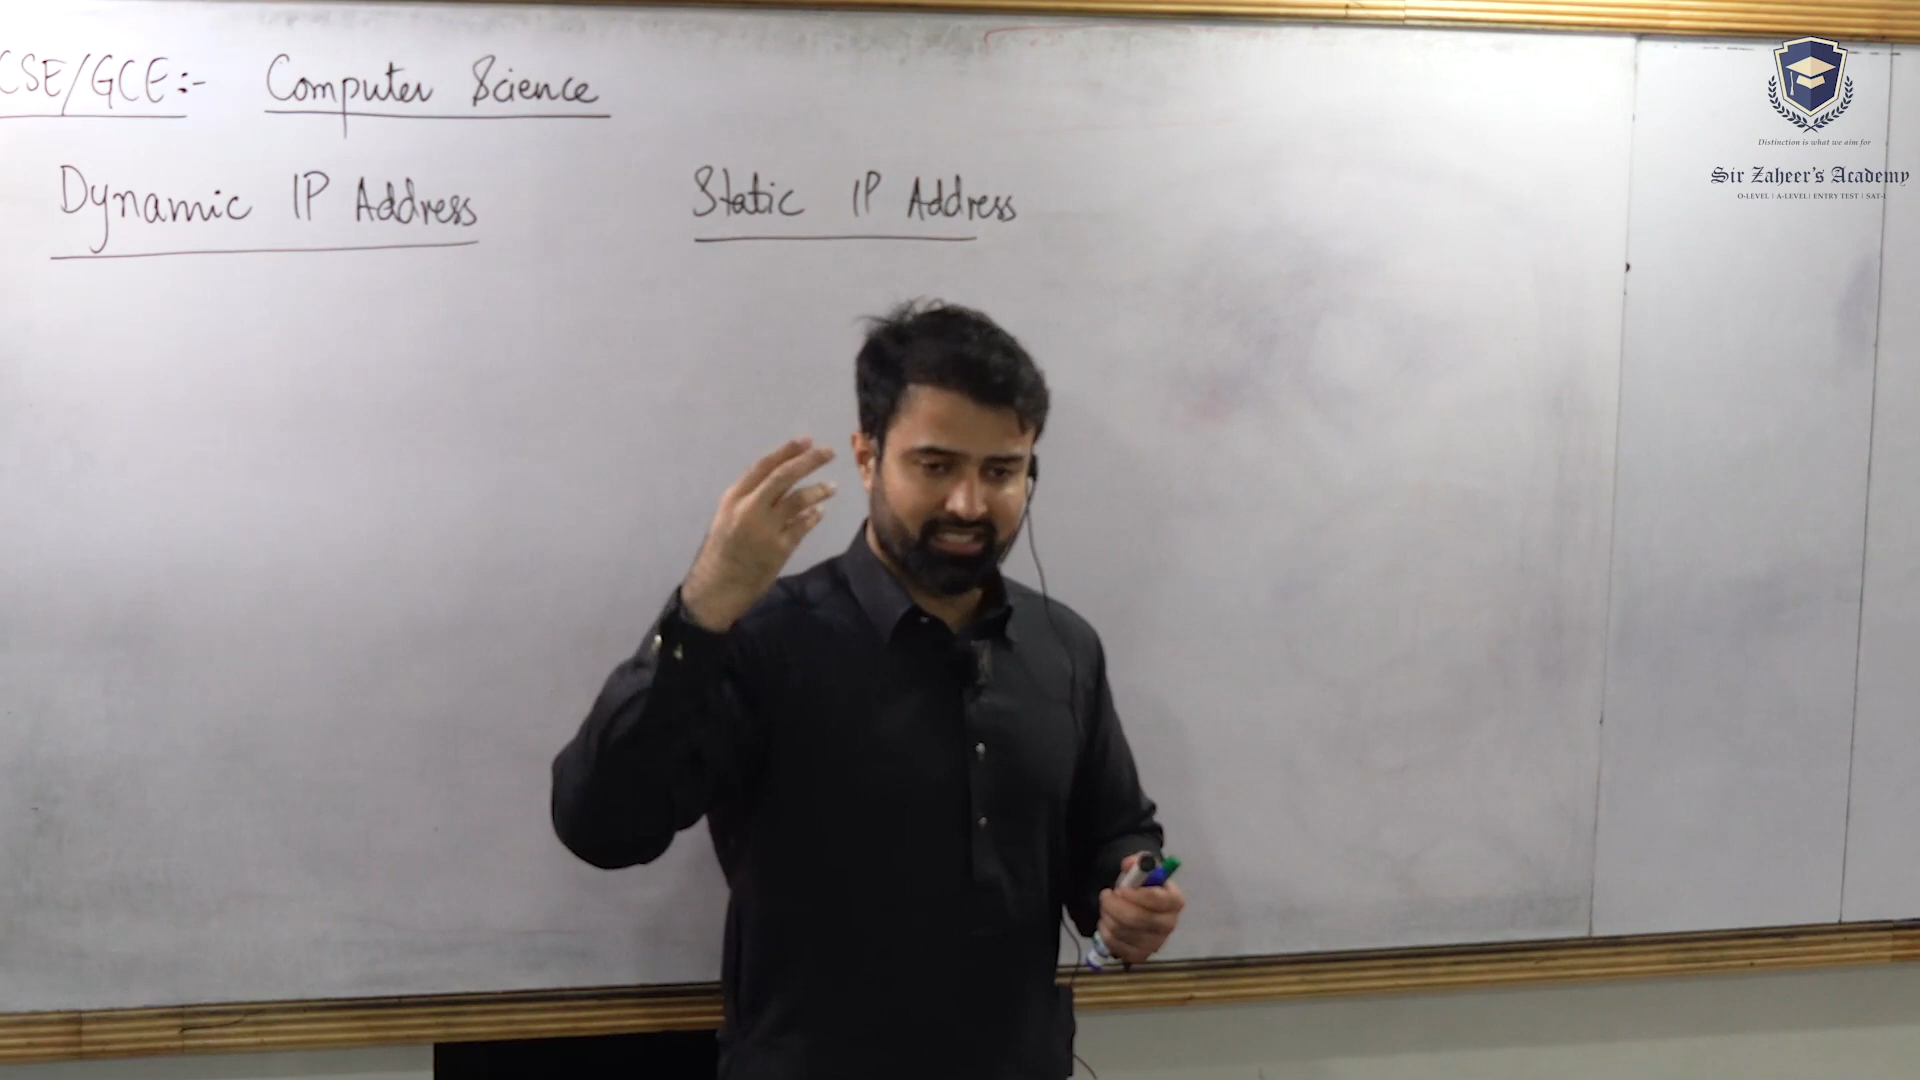 CSE/GCE:- Computer Science
Dynamic IP Address
Static IP Address
Distinction is what we aim for
Sir Zaheer's Academy
O-LEVEL | A-LEVEL | ENTRY TEST | SAT-I